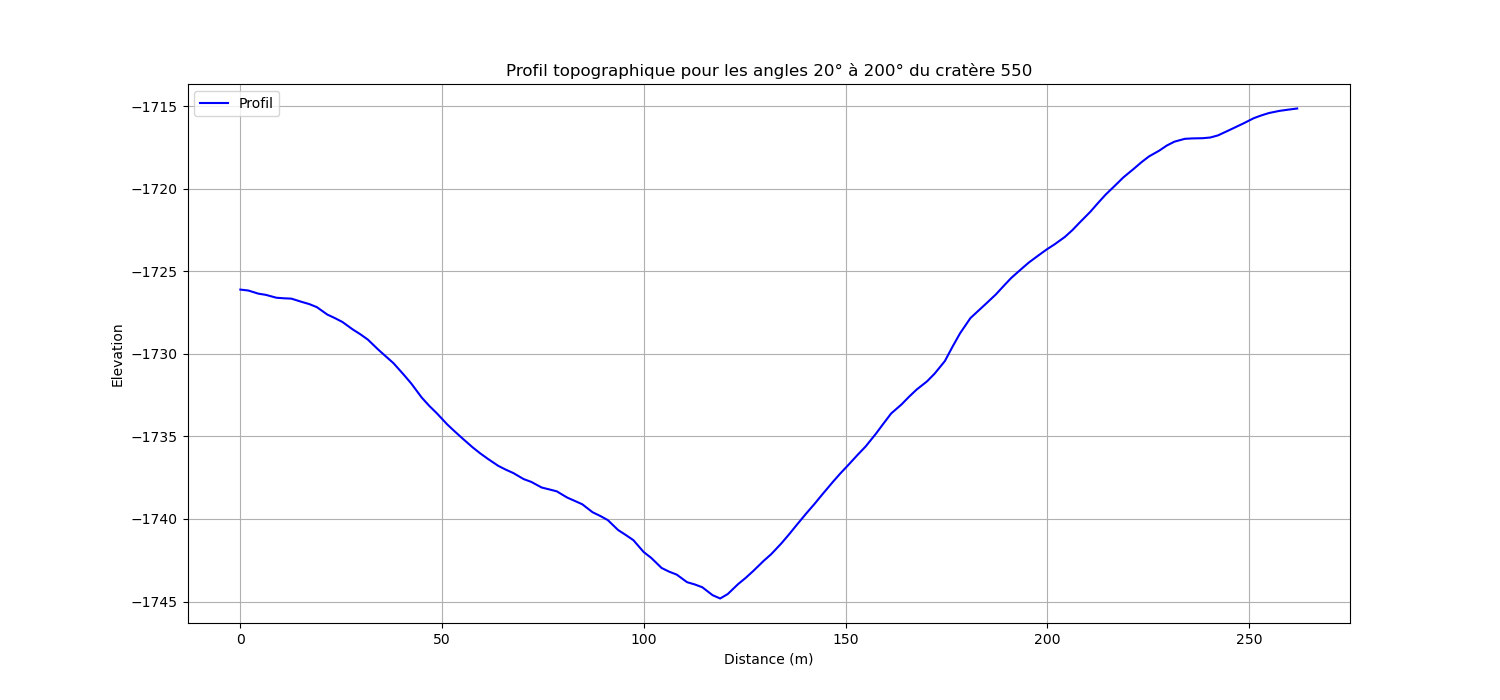 Profil topographique pour les angles 20° à 200° du cratère 550
Profil
−1715
−1720
−1725
−1730
−1735
−1740
−1745
Elevation
0 50 100 150 200 250
Distance (m)